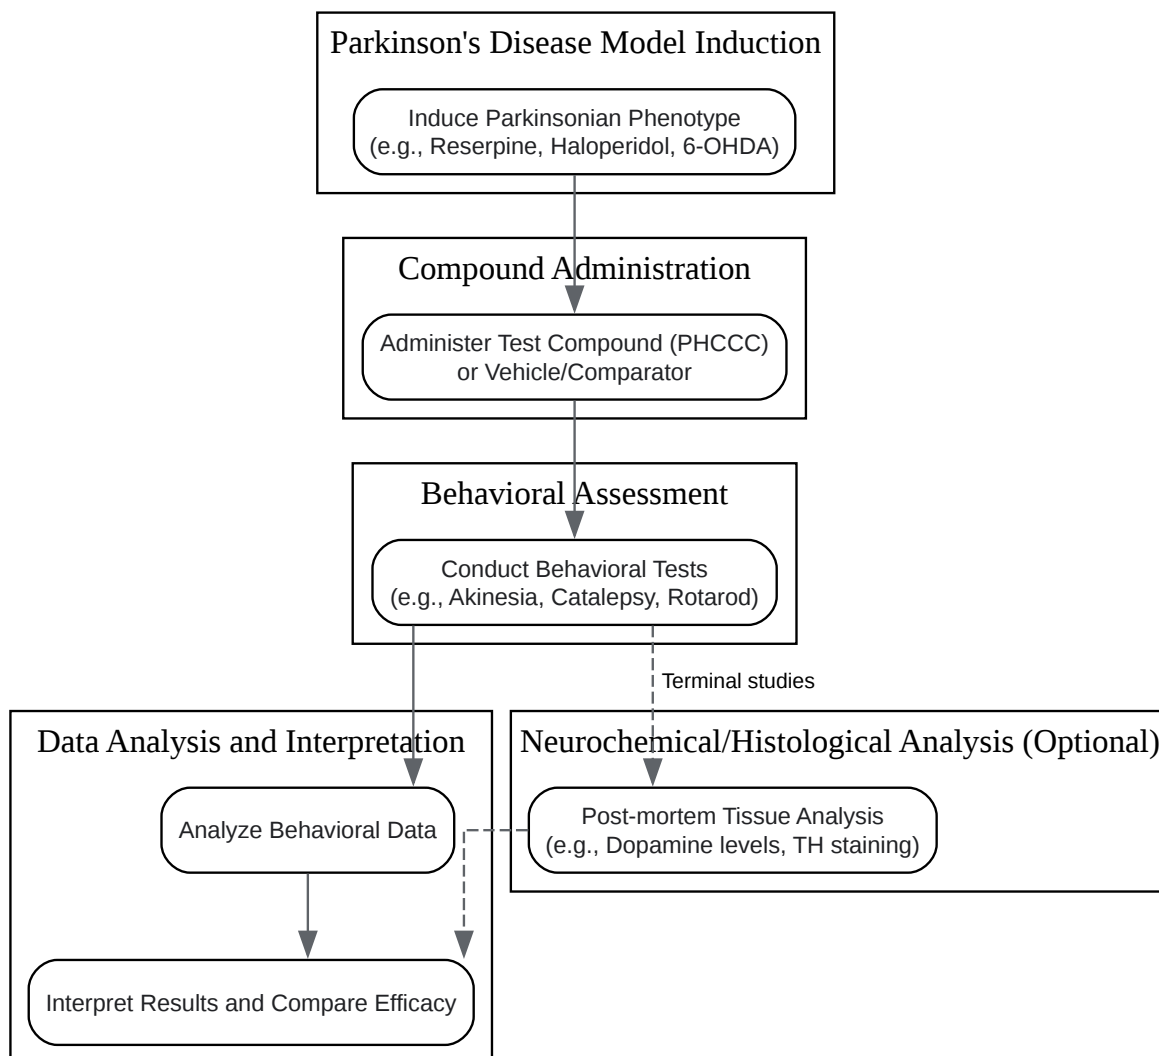 Parkinson's Disease Model Induction
Induce Parkinsonian Phenotype
(e.g., Reserpine, Haloperidol, 6-OHDA)
Compound Administration
Administer Test Compound (PHCCC)
or Vehicle/Comparator
Behavioral Assessment
Conduct Behavioral Tests
(e.g., Akinesia, Catalepsy, Rotarod)
Terminal studies
Data Analysis and Interpretation
Neurochemical/Histological Analysis (Optional)
Analyze Behavioral Data
Post-mortem Tissue Analysis
(e.g., Dopamine levels, TH staining)
Interpret Results and Compare Efficacy